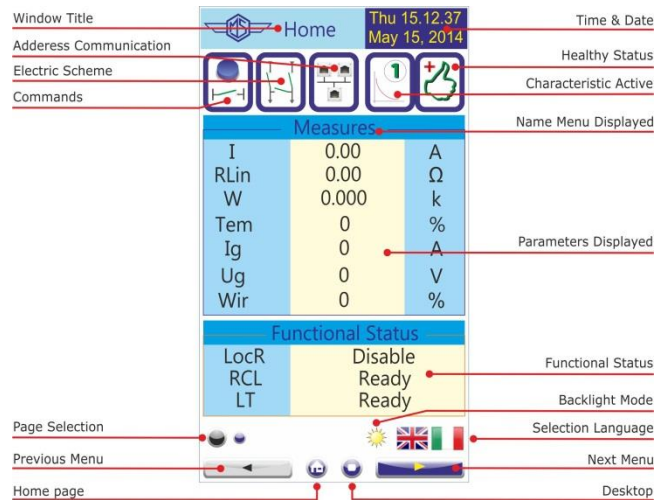 Window Title
Home
Thu 15.12.37
May 15, 2014
Time & Date
Adderess Communication
Healthy Status
Electric Scheme
1
Characteristic Active
Commands
Name Menu Displayed
Measures
I 0.00 A
RLin 0.00 Ω
W 0.000 k
Tem 0 %
Ig 0 A
Parameters Displayed
Ug 0 V
Wir 0 %
Functional Status
LocR Disable
Functional Status
RCL Ready
LT Ready
Backlight Mode
Page Selection
Selection Language
Previous Menu
Next Menu
Home page
Desktop